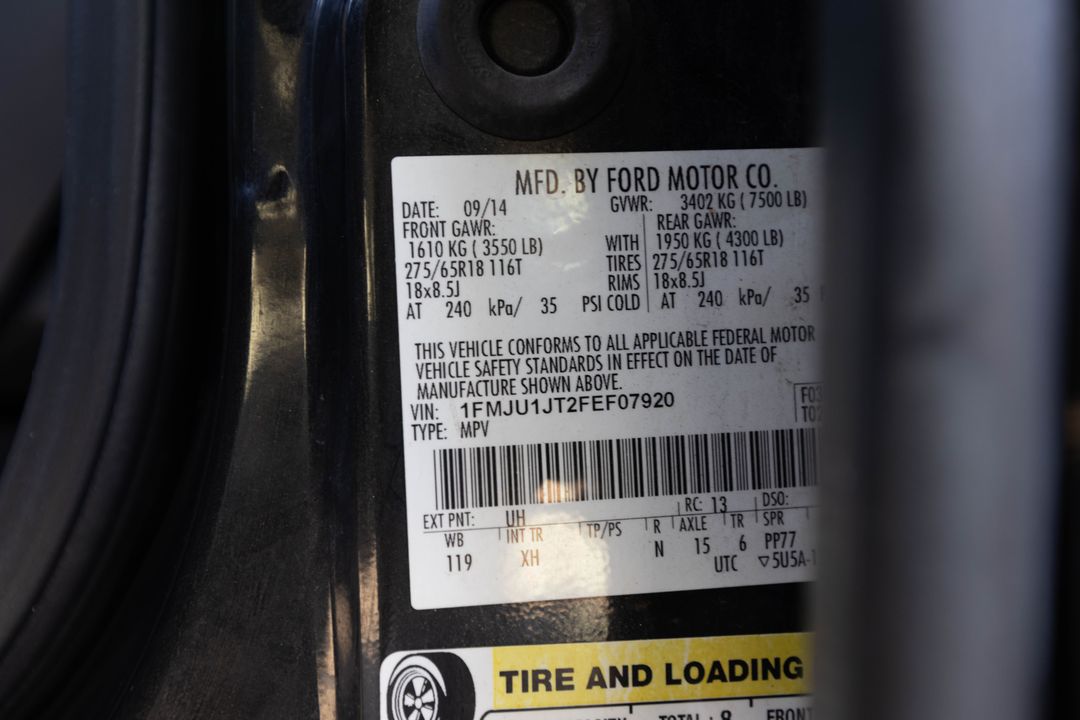 MFD. BY FORD MOTOR CO.
DATE: 09/14 GVWR: 3402 KG ( 7500 LB)
FRONT GAWR: REAR GAWR:
1610 KG ( 3550 LB) WITH 1950 KG ( 4300 LB)
275/65R18 116T TIRES 275/65R18 116T
18x8.5J RIMS 18x8.5J
AT 240 kPa/ 35 PSI COLD AT 240 kPa/ 35
THIS VEHICLE CONFORMS TO ALL APPLICABLE FEDERAL MOTOR
VEHICLE SAFETY STANDARDS IN EFFECT ON THE DATE OF
MANUFACTURE SHOWN ABOVE.
VIN: 1FMJU1JT2FEF07920
TYPE: MPV
EXT PNT: UH RC: 13 DSO:
WB INT TR TP/PS R AXLE TR SPR
119 XH N 15 6 PP77
UTC ▽5U5A-
TIRE AND LOADING
TOTAL 8 FRONT